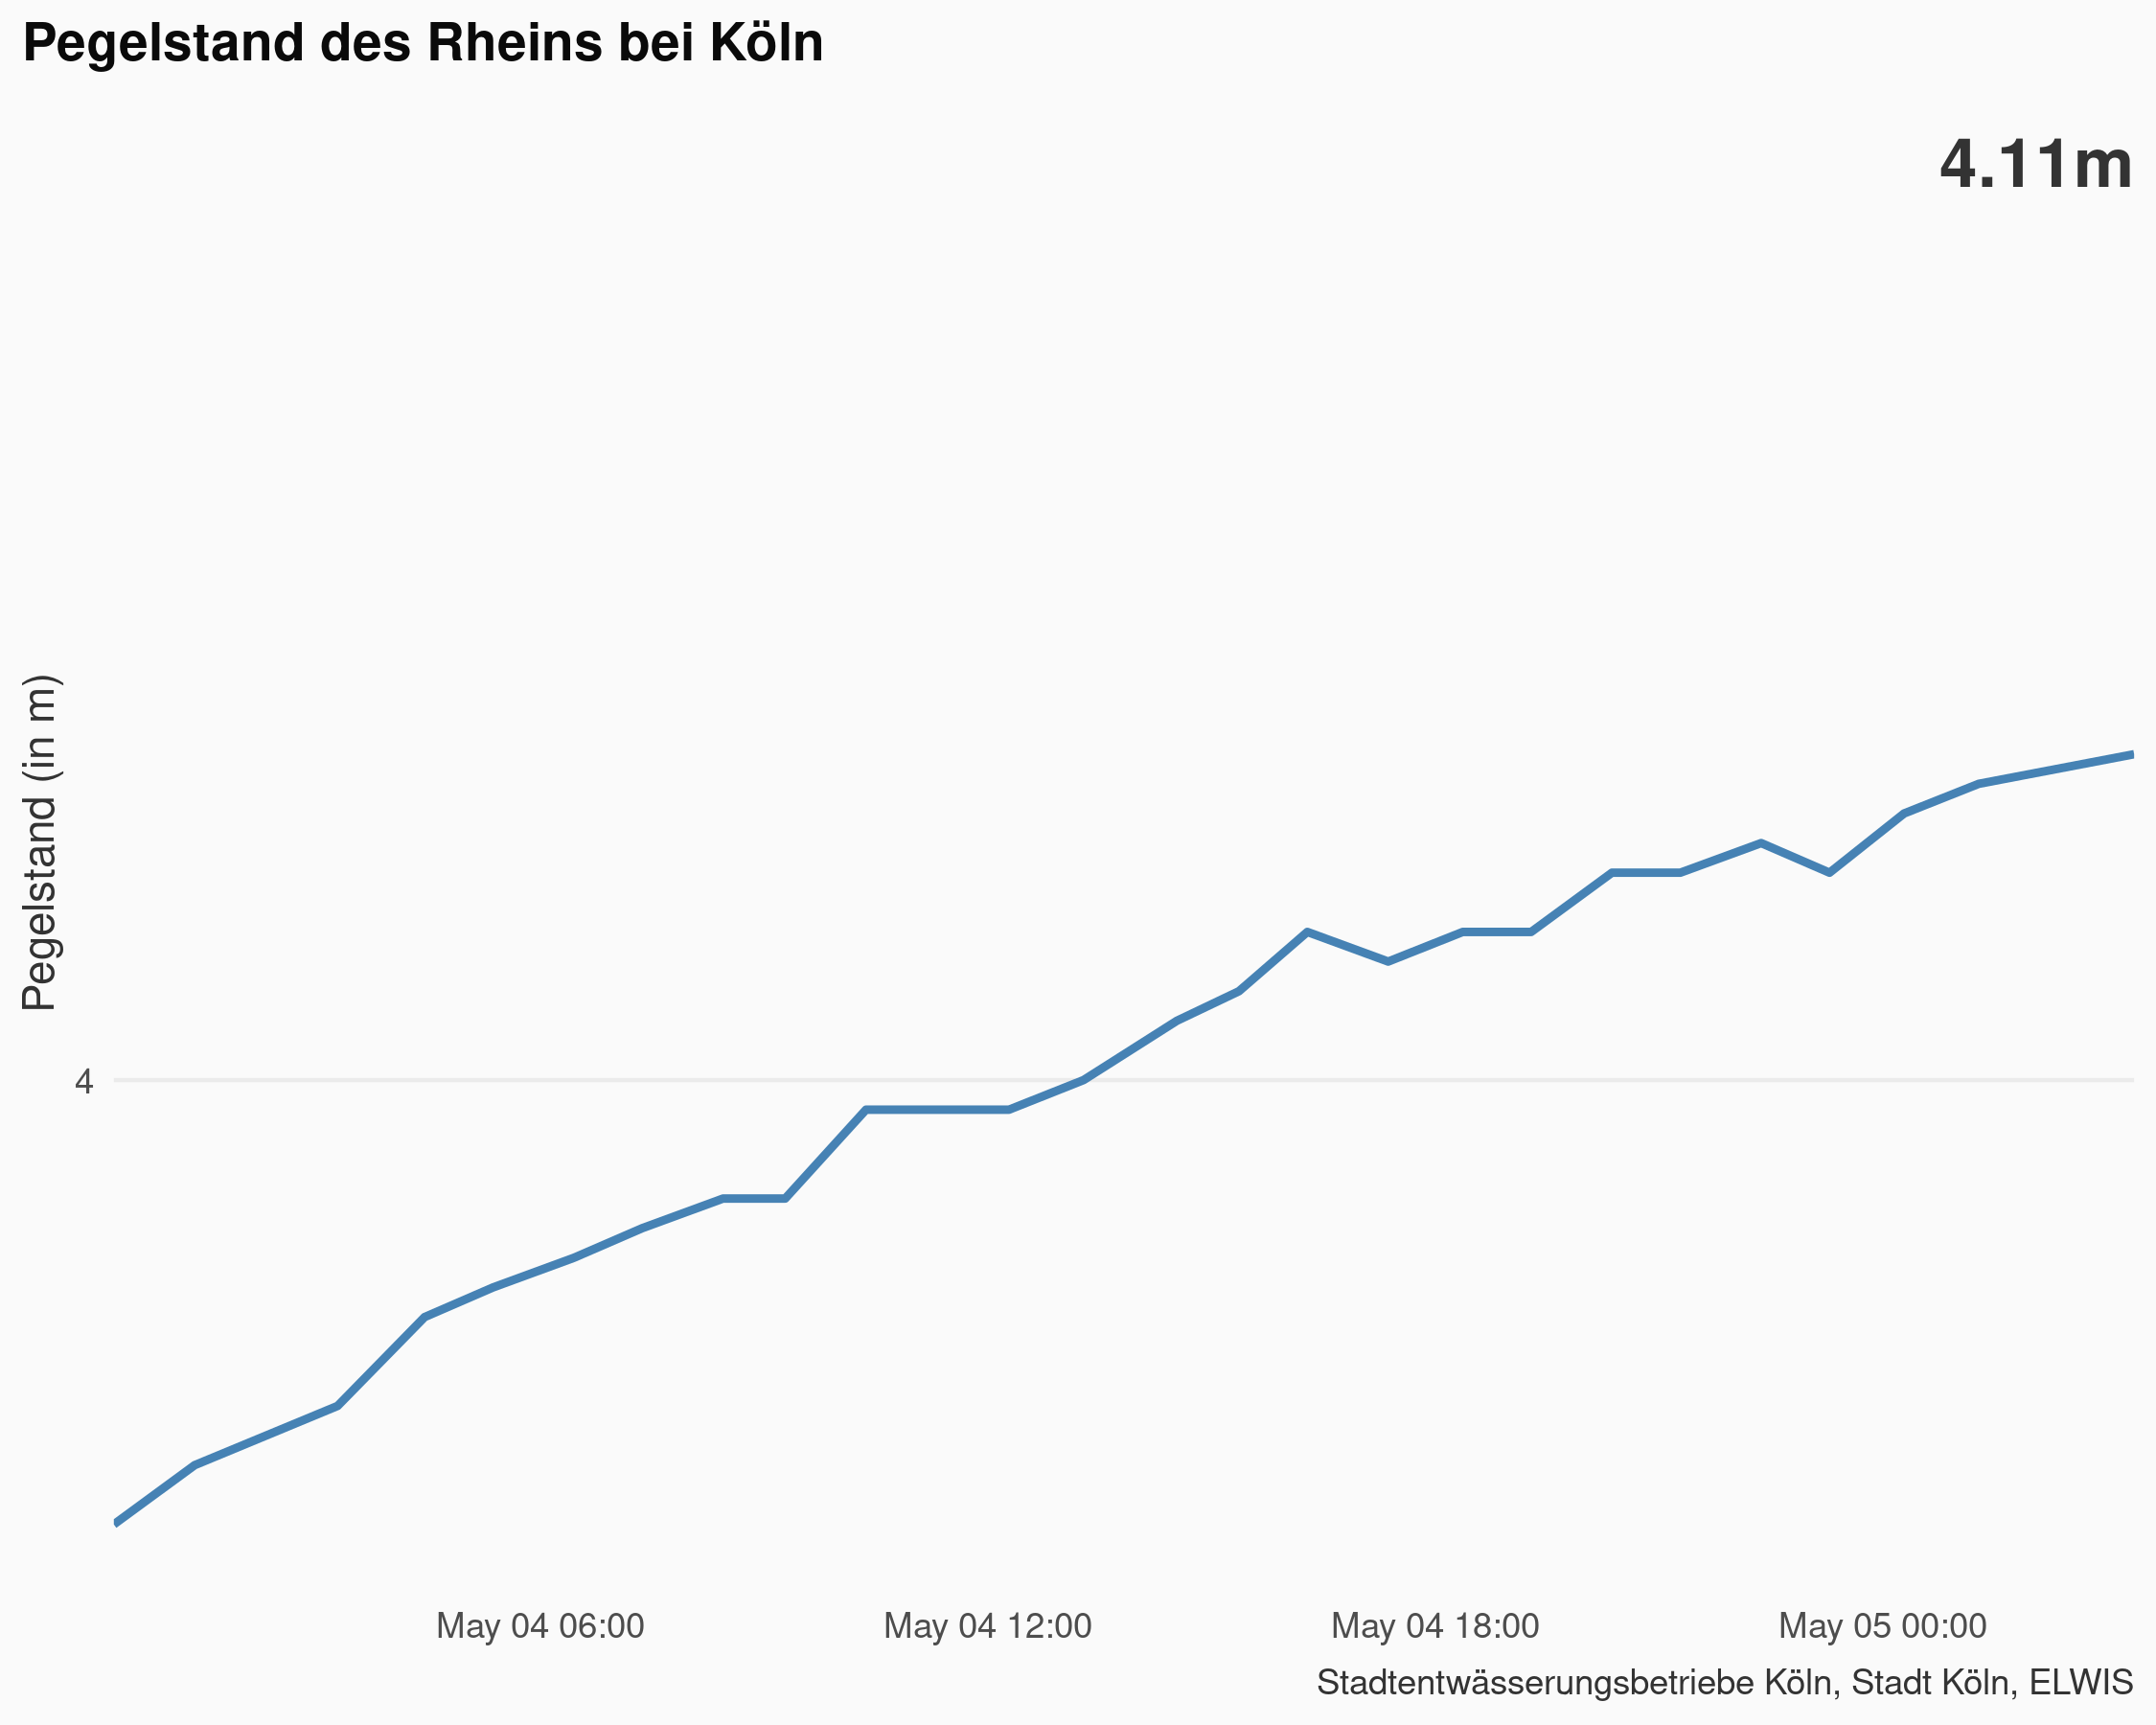 Pegelstand des Rheins bei Köln
4.11m
Pegelstand (in m)
4
May 04 06:00
May 04 12:00
May 04 18:00
May 05 00:00
Stadtentwässerungsbetriebe Köln, Stadt Köln, ELWIS